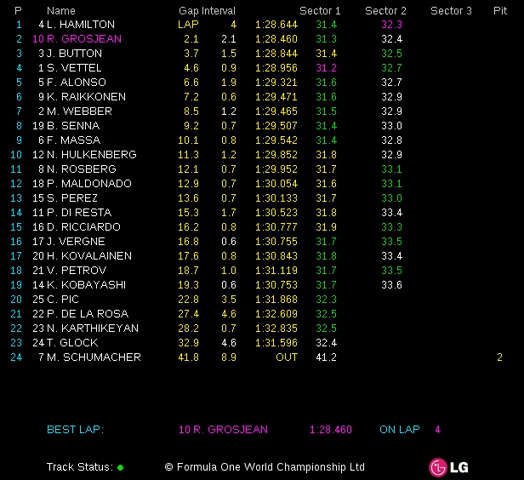 P Name Gap Interval Sector 1 Sector 2 Sector 3 Pit
1 4 L. HAMILTON LAP 4 1:28.644 31.4 32.3
2 10 R. GROSJEAN 2.1 2.1 1:28.460 31.3 32.4
3 3 J. BUTTON 3.7 1.5 1:28.844 31.4 32.5
4 1 S. VETTEL 4.6 0.9 1:28.956 31.2 32.7
5 5 F. ALONSO 6.6 1.9 1:29.321 31.6 32.7
6 9 K. RAIKKONEN 7.2 0.6 1:29.471 31.6 32.9
7 2 M. WEBBER 8.5 1.2 1:29.465 31.5 32.9
8 19 B. SENNA 9.2 0.7 1:29.507 31.4 33.0
9 6 F. MASSA 10.1 0.8 1:29.542 31.4 32.8
10 12 N. HULKENBERG 11.3 1.2 1:29.852 31.8 32.9
11 8 N. ROSBERG 12.1 0.7 1:29.952 31.7 33.1
12 18 P. MALDONADO 12.9 0.7 1:30.054 31.6 33.1
13 15 S. PEREZ 13.6 0.7 1:30.133 31.7 33.0
14 11 P. DI RESTA 15.3 1.7 1:30.523 31.8 33.4
15 16 D. RICCIARDO 16.2 0.8 1:30.777 31.9 33.3
16 17 J. VERGNE 16.8 0.6 1:30.755 31.7 33.5
17 20 H. KOVALAINEN 17.6 0.8 1:30.843 31.8 33.4
18 21 V. PETROV 18.7 1.0 1:31.119 31.7 33.5
19 14 K. KOBAYASHI 19.3 0.6 1:30.753 31.7 33.6
20 25 C. PIC 22.8 3.5 1:31.868 32.3
21 22 P. DE LA ROSA 27.4 4.6 1:32.609 32.5
22 23 N. KARTHIKEYAN 28.2 0.7 1:32.835 32.5
23 24 T. GLOCK 32.9 4.6 1:31.596 32.4
24 7 M. SCHUMACHER 41.8 8.9 OUT 41.2 2
BEST LAP: 10 R. GROSJEAN 1:28.460 ON LAP 4
Track Status: © Formula One World Championship Ltd LG